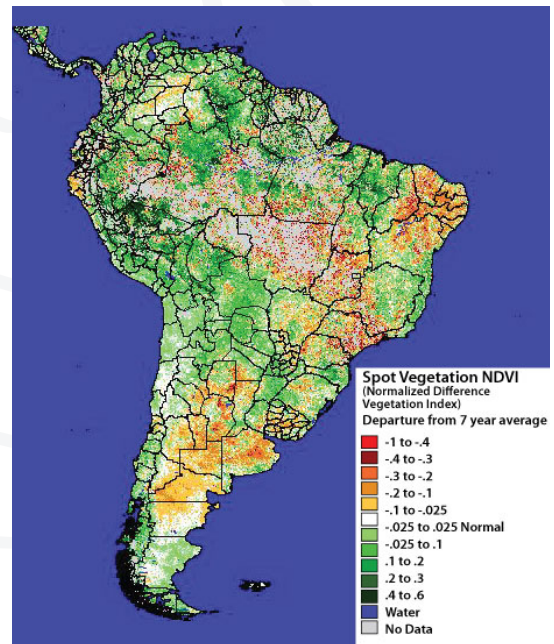 Spot Vegetation NDVI
(Normalized Difference
Vegetation Index)
Departure from 7 year average
-1 to -.4
-.4 to -.3
-.3 to -.2
-.2 to -.1
-.1 to -.025
-.025 to .025 Normal
-.025 to .1
.1 to .2
.2 to .3
.4 to .6
Water
No Data